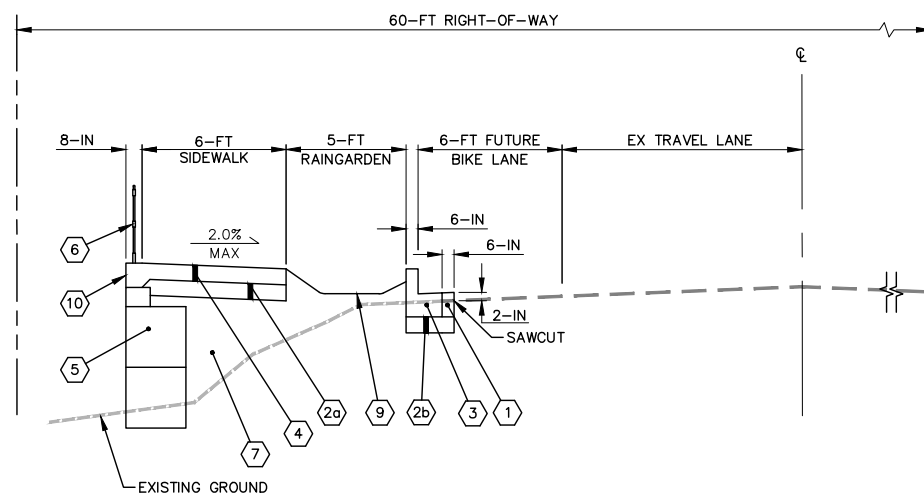 60-FT RIGHT-OF-WAY
℄
8-IN
6-FT
SIDEWALK
5-FT
RAINGARDEN
6-FT FUTURE
BIKE LANE
EX TRAVEL LANE
6-IN
6-IN
2.0%
MAX
6
10
5
2-IN
SAWCUT
4
7
2a
9
2b
3
1
EXISTING GROUND